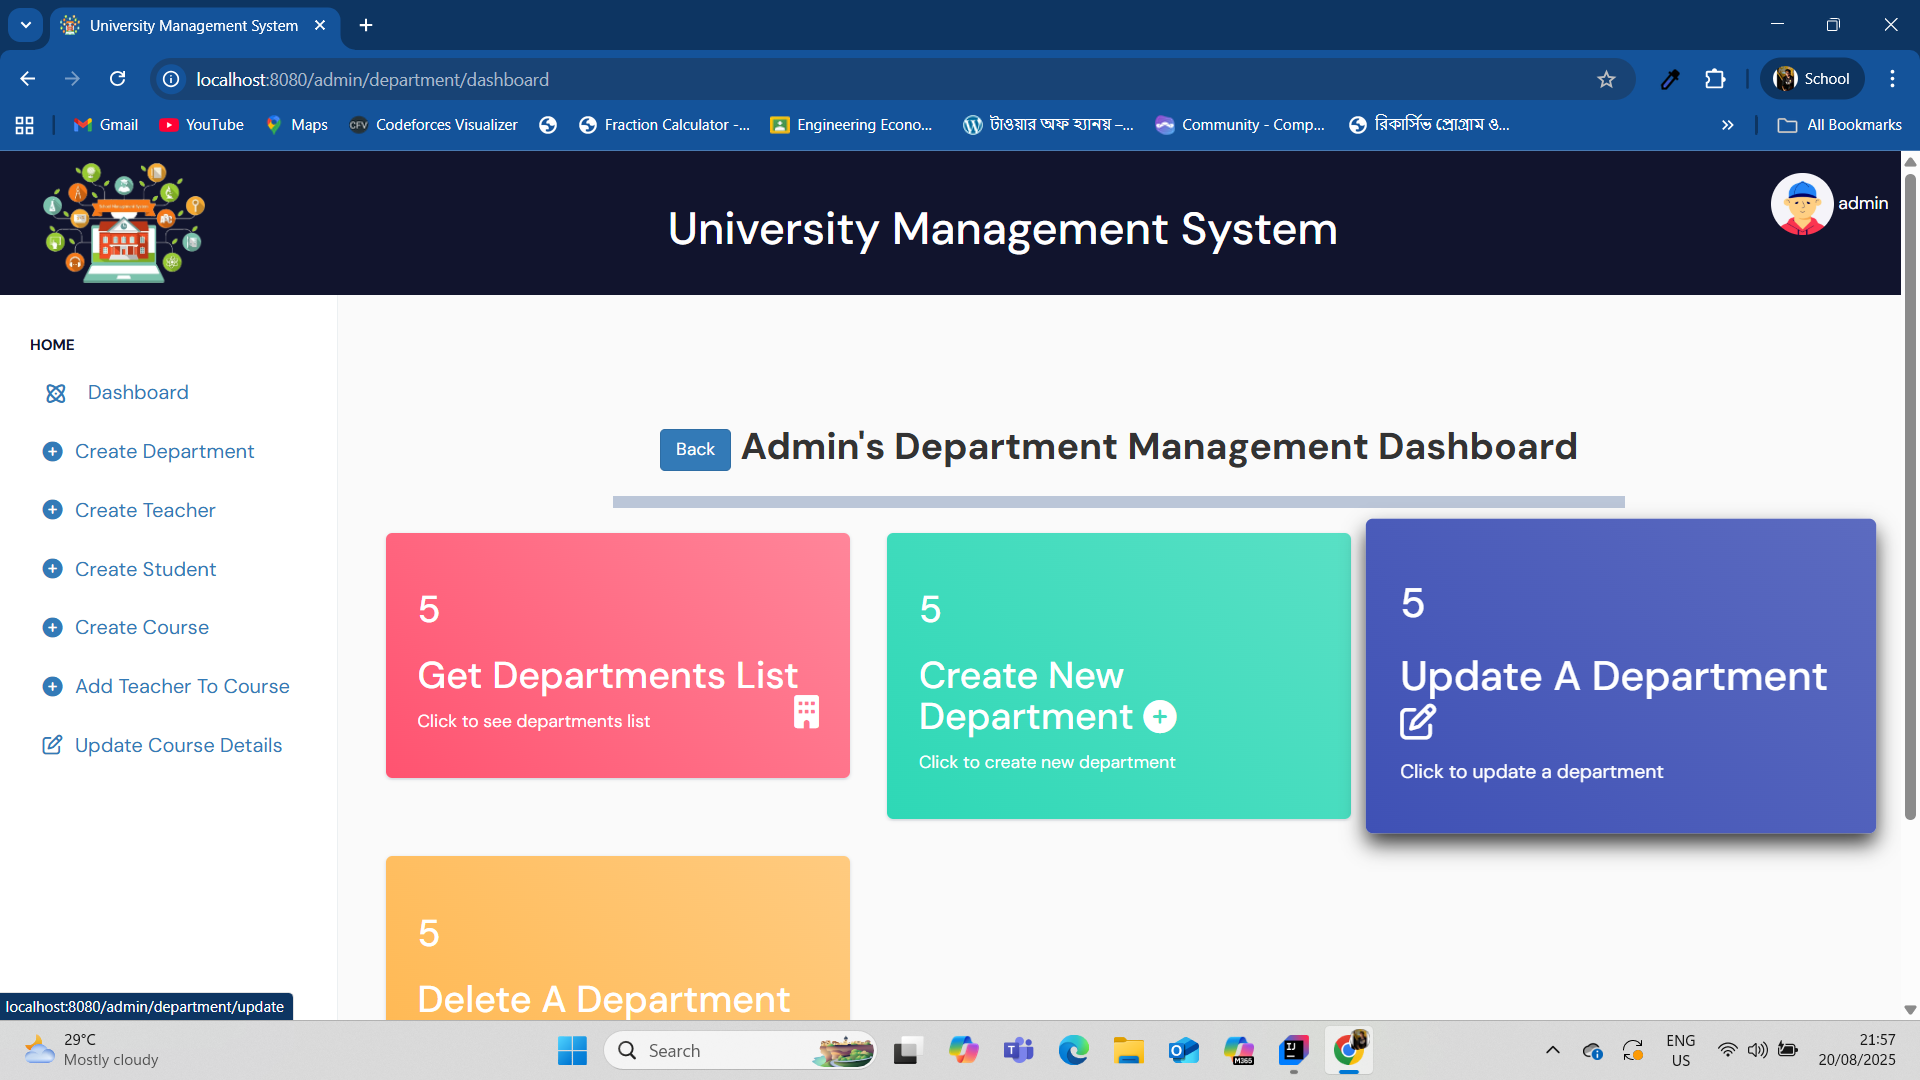 University Management System
localhost:8080/admin/department/dashboard
School
Gmail
YouTube
Maps
CFV
Codeforces Visualizer
Fraction Calculator -...
Engineering Econo...
টাওয়ার অফ হ্যানয় –...
Community - Comp...
রিকার্সিভ প্রোগ্রাম ও...
All Bookmarks
University Management System
admin
HOME
Dashboard
Create Department
Create Teacher
Create Student
Create Course
Add Teacher To Course
Update Course Details
Back
Admin's Department Management Dashboard
5
Get Departments List
Click to see departments list
5
Create New
Department
Click to create new department
5
Update A Department
Click to update a department
5
Delete A Department
localhost:8080/admin/department/update
29°C
Mostly cloudy
Search
M365
IJ
ENG
US
21:57
20/08/2025